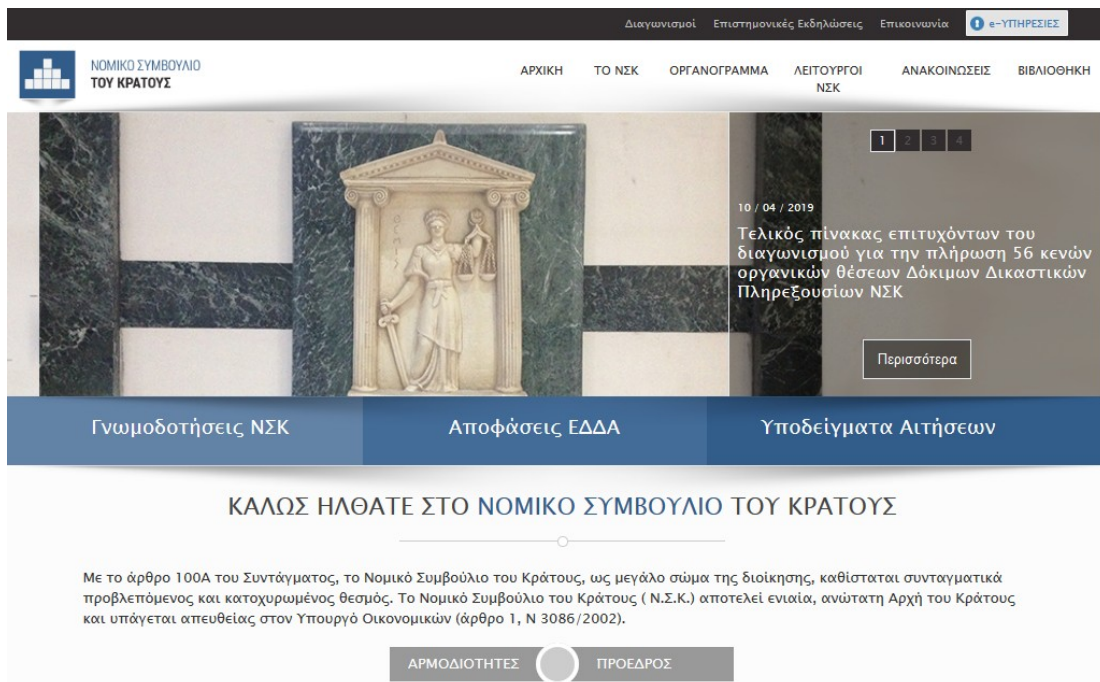 Διαγωνισμοί Επιστημονικές Εκδηλώσεις Επικοινωνία e-ΥΠΗΡΕΣΙΕΣ
ΝΟΜΙΚΟ ΣΥΜΒΟΥΛΙΟ
ΤΟΥ ΚΡΑΤΟΥΣ
ΑΡΧΙΚΗ ΤΟ ΝΣΚ ΟΡΓΑΝΟΓΡΑΜΜΑ ΛΕΙΤΟΥΡΓΟΙ ΝΣΚ ΑΝΑΚΟΙΝΩΣΕΙΣ ΒΙΒΛΙΟΘΗΚΗ
1 2 3 4
10 / 04 / 2019
Τελικός πίνακας επιτυχόντων του
διαγωνισμού για την πλήρωση 56 κενών
οργανικών θέσεων Δόκιμων Δικαστικών
Πληρεξουσίων ΝΣΚ
Περισσότερα
Γνωμοδοτήσεις ΝΣΚ Αποφάσεις ΕΔΔΑ Υποδείγματα Αιτήσεων
ΚΑΛΩΣ ΗΛΘΑΤΕ ΣΤΟ ΝΟΜΙΚΟ ΣΥΜΒΟΥΛΙΟ ΤΟΥ ΚΡΑΤΟΥΣ
Με το άρθρο 100Α του Συντάγματος, το Νομικό Συμβούλιο του Κράτους, ως μεγάλο σώμα της διοίκησης, καθίσταται συνταγματικά
προβλεπόμενος και κατοχυρωμένος θεσμός. Το Νομικό Συμβούλιο του Κράτους ( Ν.Σ.Κ.) αποτελεί ενιαία, ανώτατη Αρχή του Κράτους
και υπάγεται απευθείας στον Υπουργό Οικονομικών (άρθρο 1, Ν 3086/2002).
ΑΡΜΟΔΙΟΤΗΤΕΣ ΠΡΟΕΔΡΟΣ